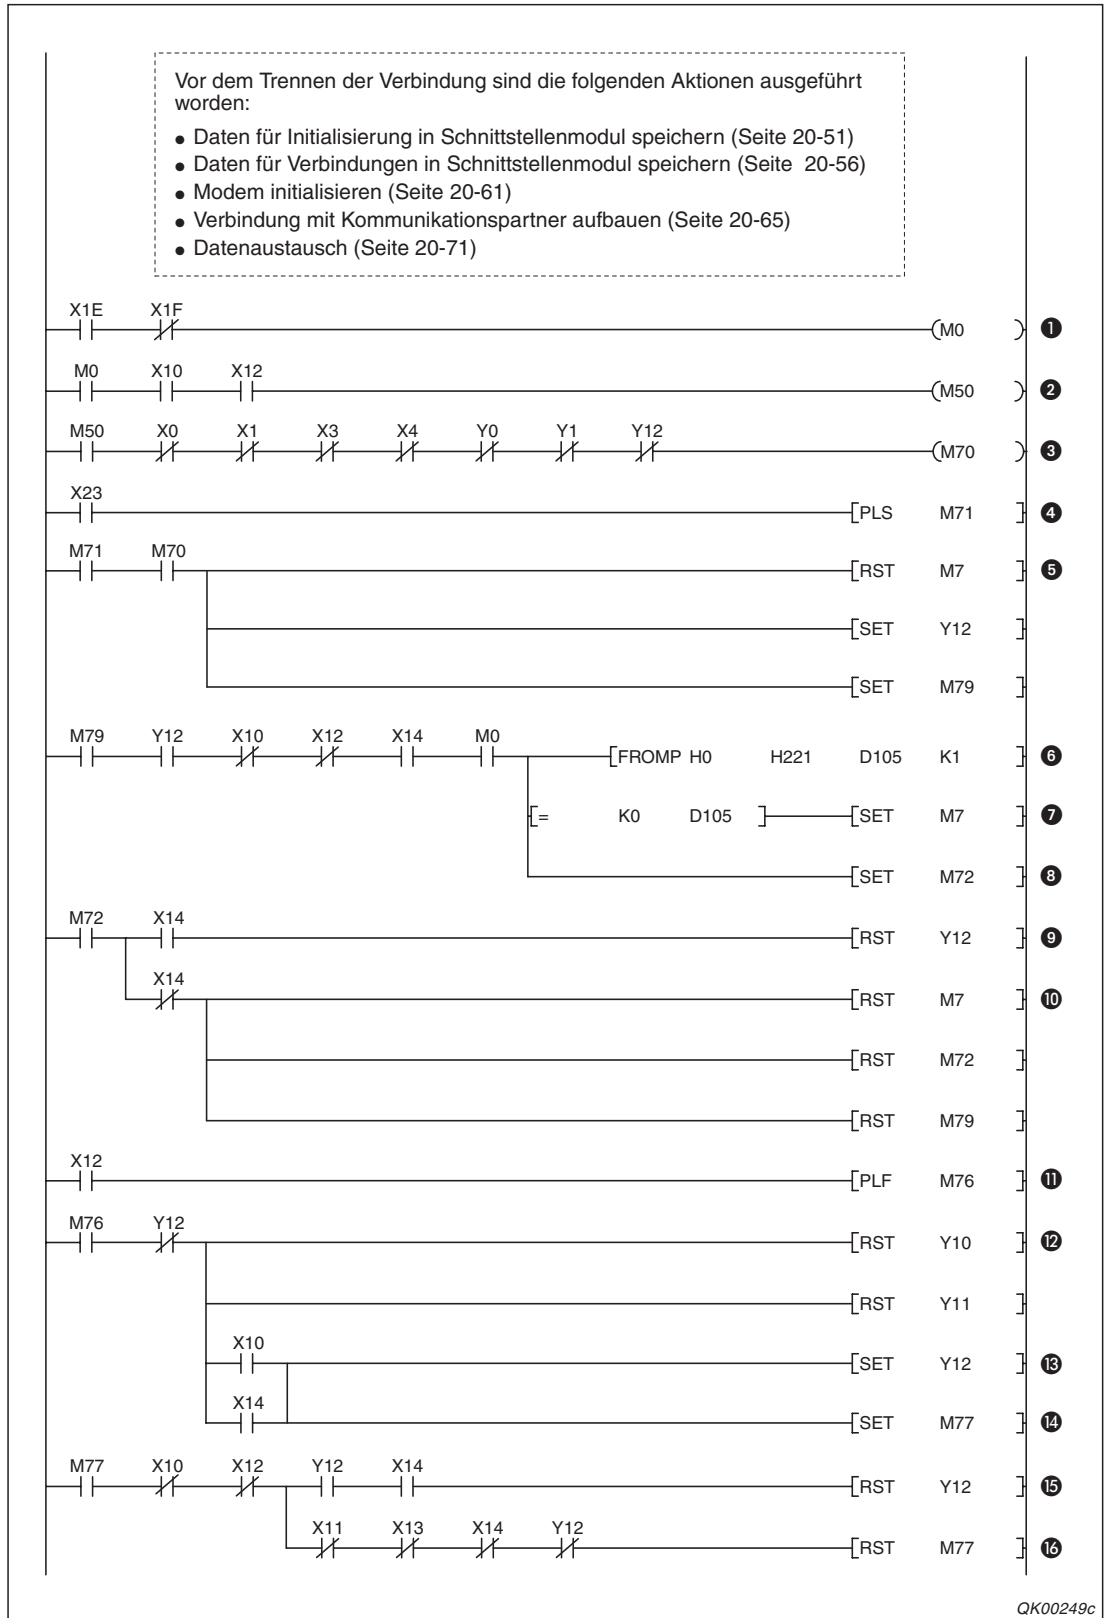 Vor dem Trennen der Verbindung sind die folgenden Aktionen ausgeführt
worden:
● Daten für Initialisierung in Schnittstellenmodul speichern (Seite 20-51)
● Daten für Verbindungen in Schnittstellenmodul speichern (Seite 20-56)
● Modem initialisieren (Seite 20-61)
● Verbindung mit Kommunikationspartner aufbauen (Seite 20-65)
● Datenaustausch (Seite 20-71)
X1E X1F
M0 ❶
M0 X10 X12
M50 ❷
M50 X0 X1 X3 X4 Y0 Y1 Y12
M70 ❸
X23
PLS M71 ❹
M71 M70
RST M7 ❺
SET Y12
SET M79
M79 Y12 X10 X12 X14 M0
FROMP H0 H221 D105 K1 ❻
= K0 D105 SET M7 ❼
SET M72 ❽
M72 X14
RST Y12 ❾
X14
RST M7 ❿
RST M72
RST M79
X12
PLF M76 ⓫
M76 Y12
RST Y10 ⓬
RST Y11
X10
SET Y12 ⓭
X14
SET M77 ⓮
M77 X10 X12 Y12 X14
RST Y12 ⓯
X11 X13 X14 Y12
RST M77 ⓰
QK00249c